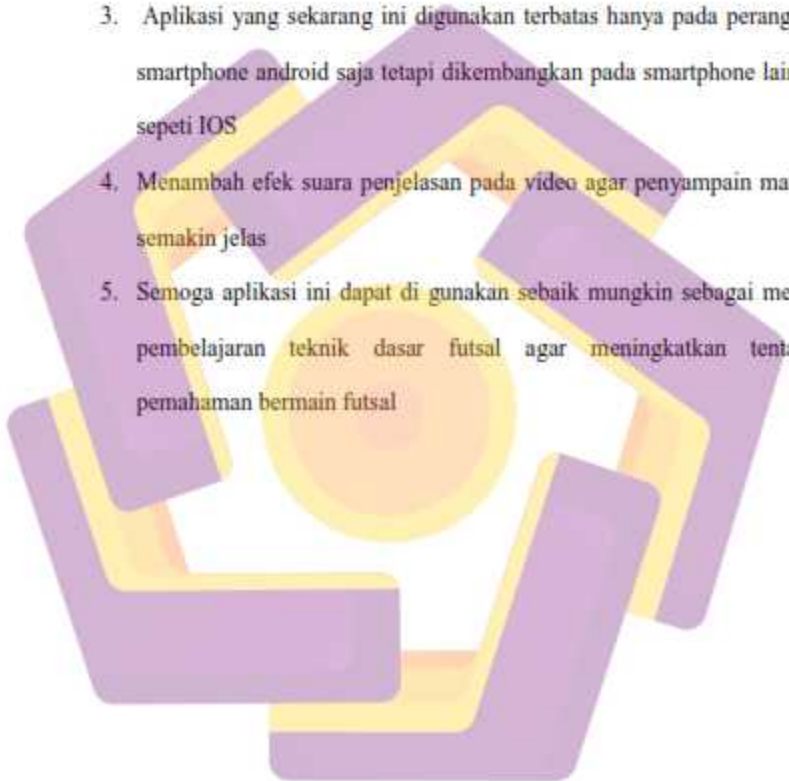 3. Aplikasi yang sekarang ini digunakan terbatas hanya pada perang
smartphone android saja tetapi dikembangkan pada smartphone lai
sepeti IOS
4. Menambah efek suara penjelasan pada video agar penyampain ma
semakin jelas
5. Semoga aplikasi ini dapat di gunakan sebaik mungkin sebagai me
pembelajaran teknik dasar futsal agar meningkatkan tenta
pemahaman bermain futsal